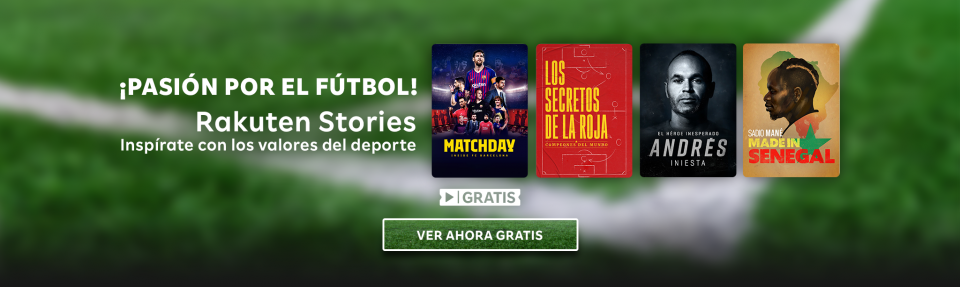 ¡PASIÓN POR EL FÚTBOL!
Rakuten Stories
Inspírate con los valores del deporte
MATCHDAY
INSIDE FC BARCELONA
LOS
SECRETOS
DE LA ROJA
CAMPEONES DEL MUNDO
EL HÉROE INESPERADO
ANDRÉS
INIESTA
SADIO MANÉ
MADE IN
SENEGAL
GRATIS
VER AHORA GRATIS